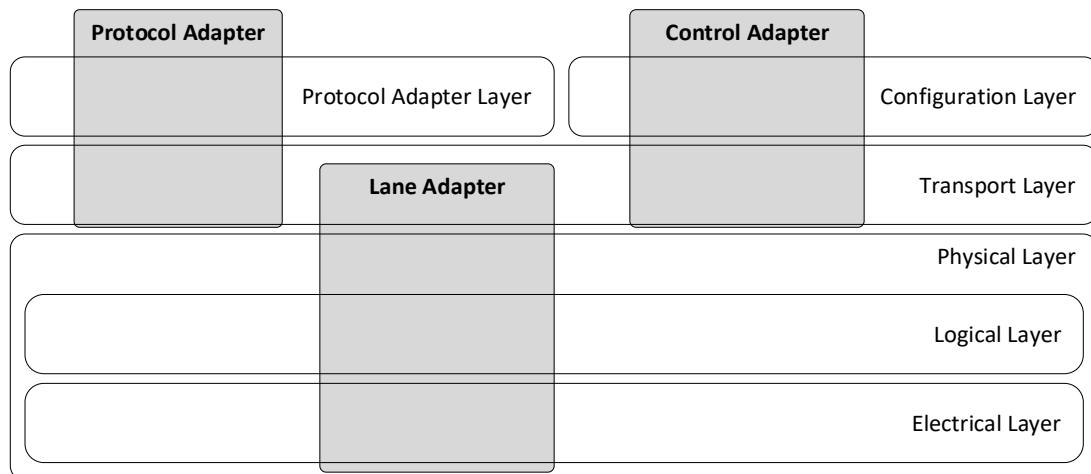 Protocol Adapter
Control Adapter
Protocol Adapter Layer
Configuration Layer
Lane Adapter
Transport Layer
Physical Layer
Logical Layer
Electrical Layer